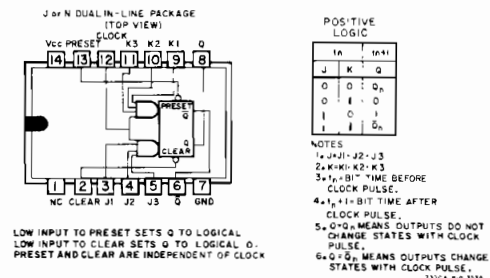 J or N DUAL IN-LINE PACKAGE
(TOP VIEW)
CLOCK
Vcc PRESET K3 K2 K1 Q
14 13 12 11 10 9 8
PRESET
Q
Q̄
CLEAR
1 2 3 4 5 6 7
NC CLEAR J1 J2 J3 Q̄ GND
LOW INPUT TO PRESET SETS Q TO LOGICAL
LOW INPUT TO CLEAR SETS Q TO LOGICAL 0.
PRESET AND CLEAR ARE INDEPENDENT OF CLOCK
POSITIVE
LOGIC
tn tn+1
J K Q
0 0 Qn
0 1 0
1 0 1
1 1 Q̄n
NOTES
1. J=J1·J2·J3
2. K=K1·K2·K3
3. tn=BIT TIME BEFORE
CLOCK PULSE.
4. tn+1=BIT TIME AFTER
CLOCK PULSE.
5. Q=Qn MEANS OUTPUTS DO NOT
CHANGE STATES WITH CLOCK
PULSE.
6. Q=Q̄n MEANS OUTPUTS CHANGE
STATES WITH CLOCK PULSE.